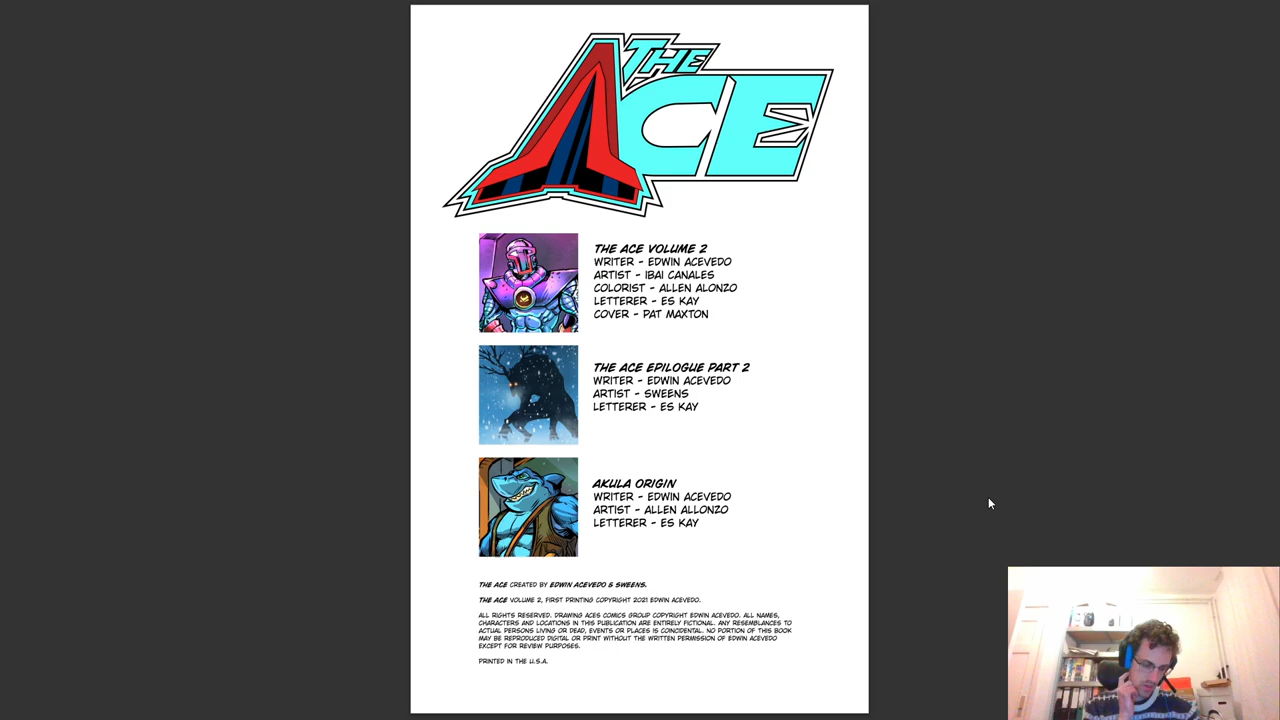 THE
ACE
THE ACE VOLUME 2
WRITER - EDWIN ACEVEDO
ARTIST - IBAI CANALES
COLORIST - ALLEN ALONZO
LETTERER - ES KAY
COVER - PAT MAXTON
THE ACE EPILOGUE PART 2
WRITER - EDWIN ACEVEDO
ARTIST - SWEENS
LETTERER - ES KAY
AKULA ORIGIN
WRITER - EDWIN ACEVEDO
ARTIST - ALLEN ALLONZO
LETTERER - ES KAY
THE ACE CREATED BY EDWIN ACEVEDO & SWEENS.
THE ACE VOLUME 2, FIRST PRINTING COPYRIGHT 2021 EDWIN ACEVEDO.
ALL RIGHTS RESERVED. DRAWING ACES COMICS GROUP COPYRIGHT EDWIN ACEVEDO. ALL NAMES,
CHARACTERS AND LOCATIONS IN THIS PUBLICATION ARE ENTIRELY FICTIONAL. ANY RESEMBLANCES TO
ACTUAL PERSONS LIVING OR DEAD, EVENTS OR PLACES IS COINCIDENTAL. NO PORTION OF THIS BOOK
MAY BE REPRODUCED DIGITAL OR PRINT WITHOUT THE WRITTEN PERMISSION OF EDWIN ACEVEDO
EXCEPT FOR REVIEW PURPOSES.
PRINTED IN THE U.S.A.